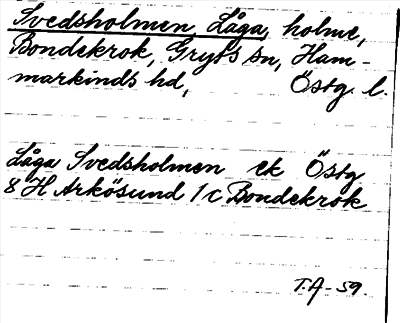 Svedsholmen Låga, holme,
Bondekrok, Gryts sn, Ham-
markinds hd, Östg. l.
Låga Svedsholmen ek Östg
8 H Arkösund 1 c Bondekrok
T.A - 59.